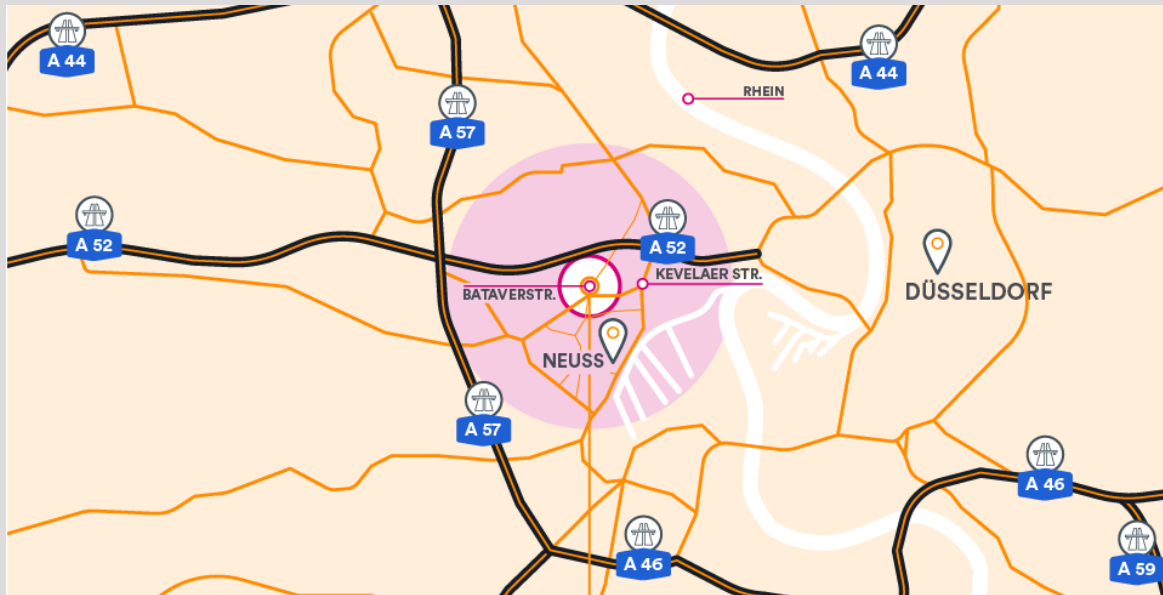 A 44
A 44
RHEIN
A 57
A 52
A 52
KEVELAER STR.
BATAVERSTR.
DÜSSELDORF
NEUSS
A 57
A 46
A 46
A 59